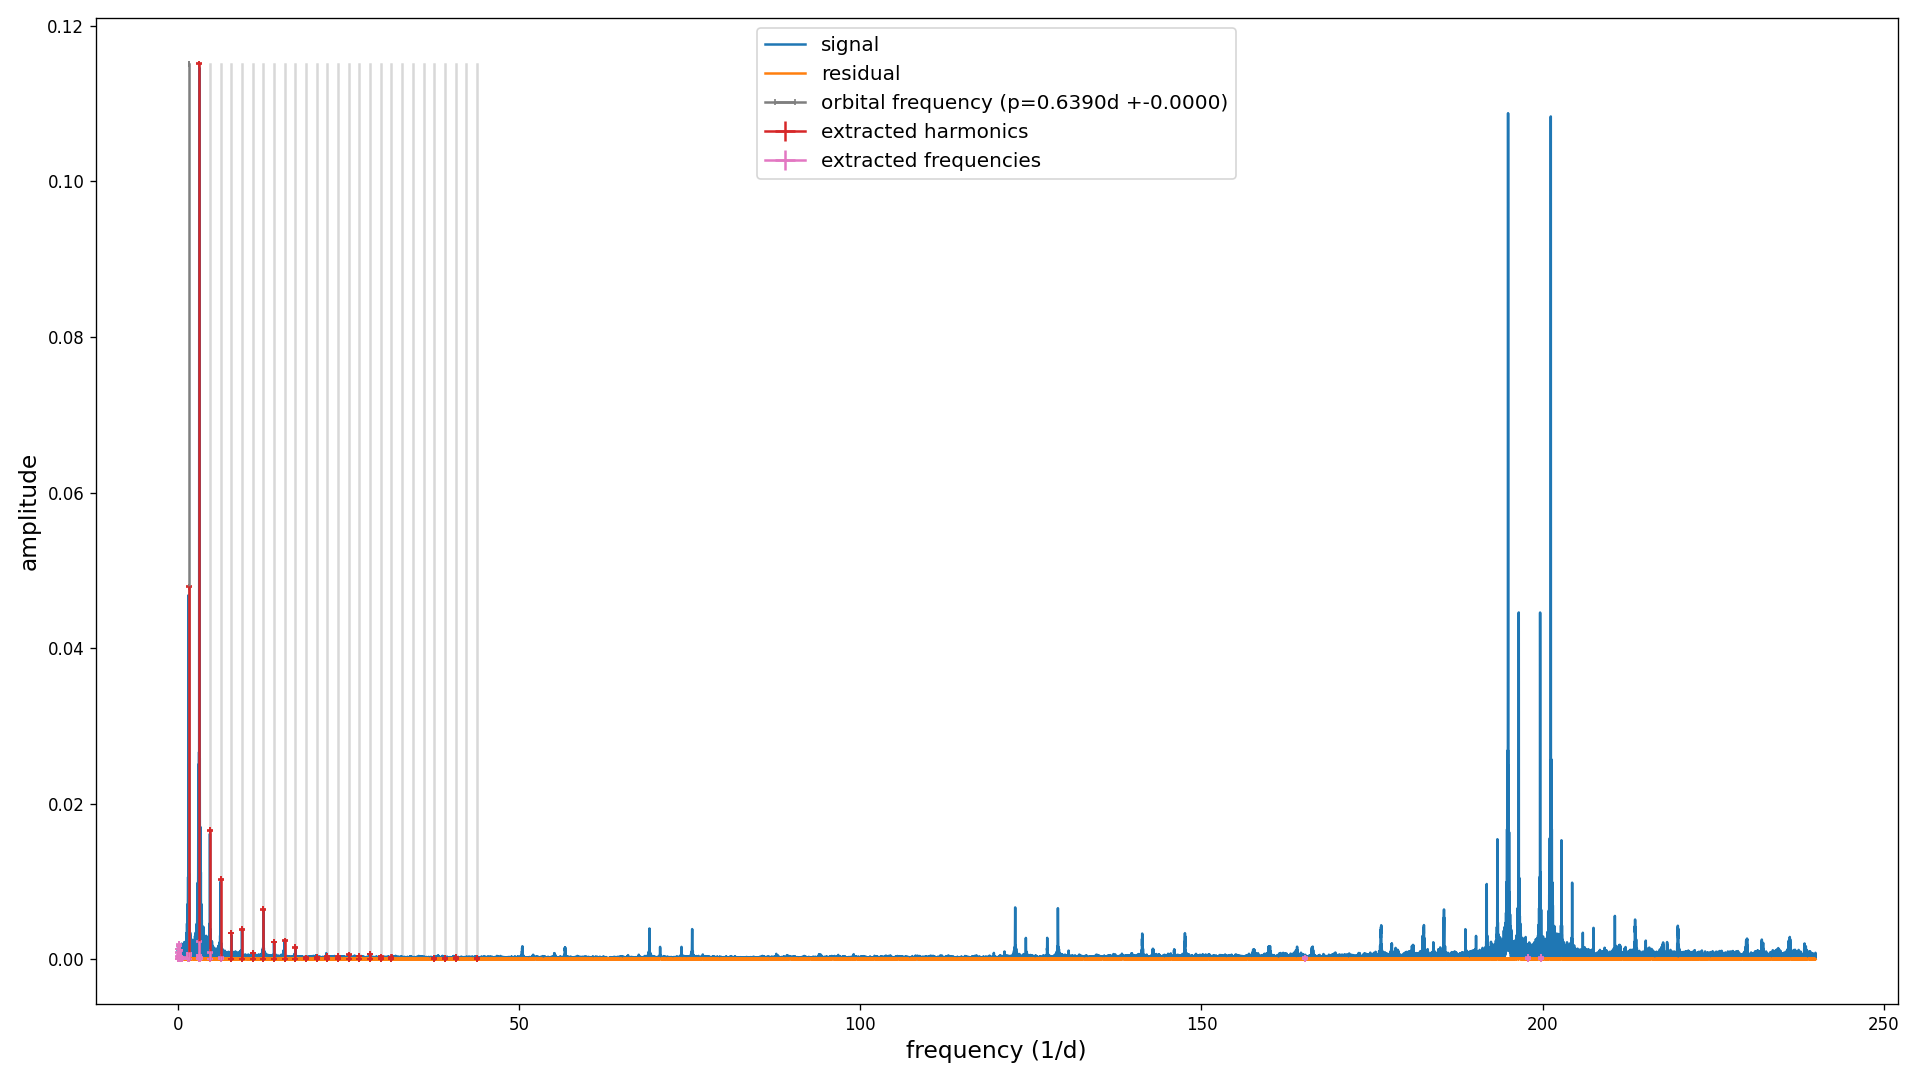 0.12
0.10
0.08
0.06
0.04
0.02
0.00
amplitude
signal
residual
orbital frequency (p=0.6390d +-0.0000)
extracted harmonics
extracted frequencies
0 50 100 150 200 250
frequency (1/d)